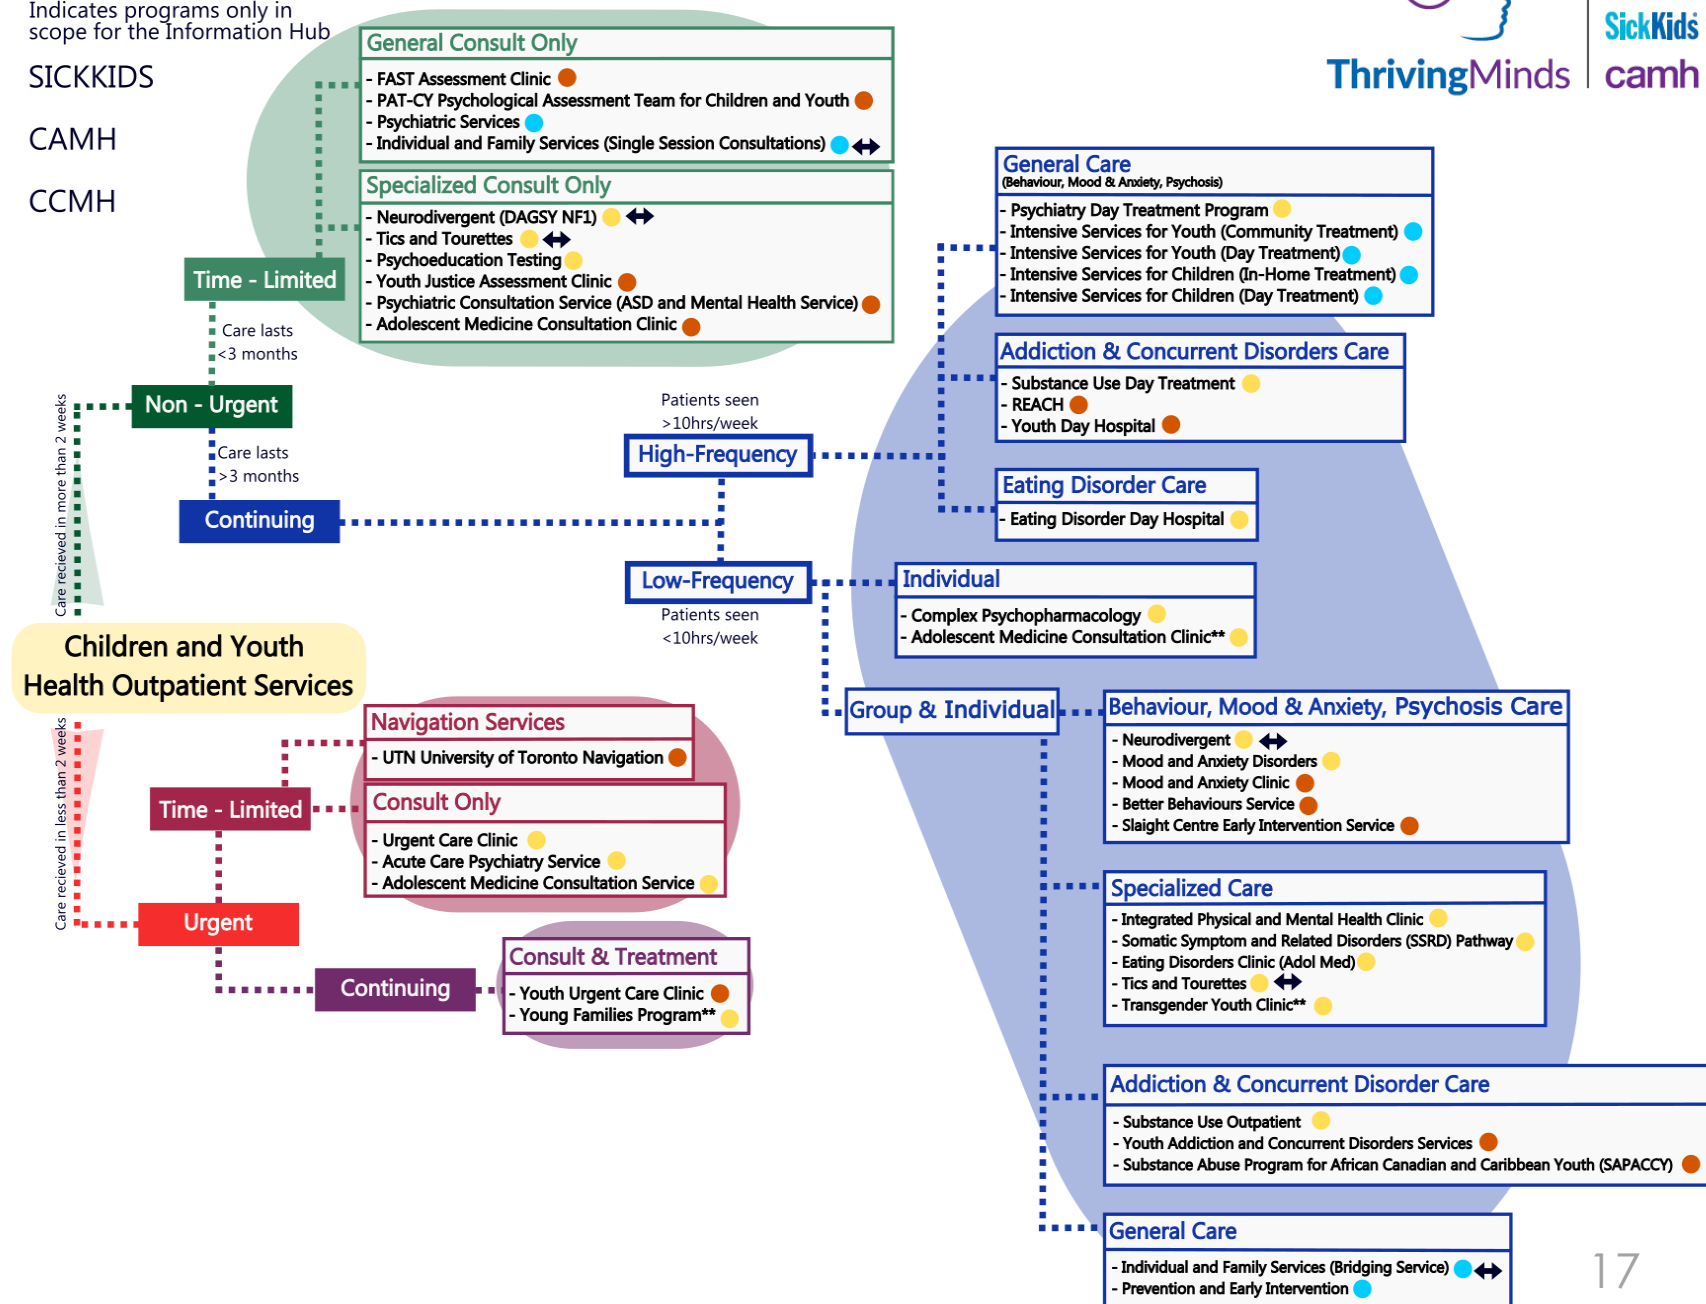 Indicates programs only in
scope for the Information Hub
SICKKIDS
CAMH
CCMH
SickKids
ThrivingMinds
camh
General Consult Only
- FAST Assessment Clinic
- PAT-CY Psychological Assessment Team for Children and Youth
- Psychiatric Services
- Individual and Family Services (Single Session Consultations)
Specialized Consult Only
- Neurodivergent (DAGSY NF1)
- Tics and Tourettes
- Psychoeducation Testing
- Youth Justice Assessment Clinic
- Psychiatric Consultation Service (ASD and Mental Health Service)
- Adolescent Medicine Consultation Clinic
Time - Limited
Care lasts
<3 months
Non - Urgent
Care lasts
>3 months
Continuing
Care recieved in more than 2 weeks
Patients seen
>10hrs/week
High-Frequency
Low-Frequency
Patients seen
<10hrs/week
General Care
(Behaviour, Mood & Anxiety, Psychosis)
- Psychiatry Day Treatment Program
- Intensive Services for Youth (Community Treatment)
- Intensive Services for Youth (Day Treatment)
- Intensive Services for Children (In-Home Treatment)
- Intensive Services for Children (Day Treatment)
Addiction & Concurrent Disorders Care
- Substance Use Day Treatment
- REACH
- Youth Day Hospital
Eating Disorder Care
- Eating Disorder Day Hospital
Individual
- Complex Psychopharmacology
- Adolescent Medicine Consultation Clinic**
Group & Individual
Behaviour, Mood & Anxiety, Psychosis Care
- Neurodivergent
- Mood and Anxiety Disorders
- Mood and Anxiety Clinic
- Better Behaviours Service
- Slaight Centre Early Intervention Service
Specialized Care
- Integrated Physical and Mental Health Clinic
- Somatic Symptom and Related Disorders (SSRD) Pathway
- Eating Disorders Clinic (Adol Med)
- Tics and Tourettes
- Transgender Youth Clinic**
Addiction & Concurrent Disorder Care
- Substance Use Outpatient
- Youth Addiction and Concurrent Disorders Services
- Substance Abuse Program for African Canadian and Caribbean Youth (SAPACCY)
General Care
- Individual and Family Services (Bridging Service)
- Prevention and Early Intervention
Children and Youth
Health Outpatient Services
Care recieved in less than 2 weeks
Navigation Services
- UTN University of Toronto Navigation
Time - Limited
Consult Only
- Urgent Care Clinic
- Acute Care Psychiatry Service
- Adolescent Medicine Consultation Service
Urgent
Continuing
Consult & Treatment
- Youth Urgent Care Clinic
- Young Families Program**
17